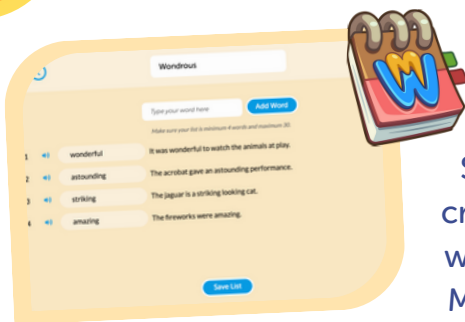 Wondrous
Type your word here
Add Word
Make sure your list is minimum 4 words and maximum 30.
1 wonderful It was wonderful to watch the animals at play.
2 astounding The acrobat gave an astounding performance.
3 striking The jaguar is a striking looking cat.
4 amazing The fireworks were amazing.
Save List
MW